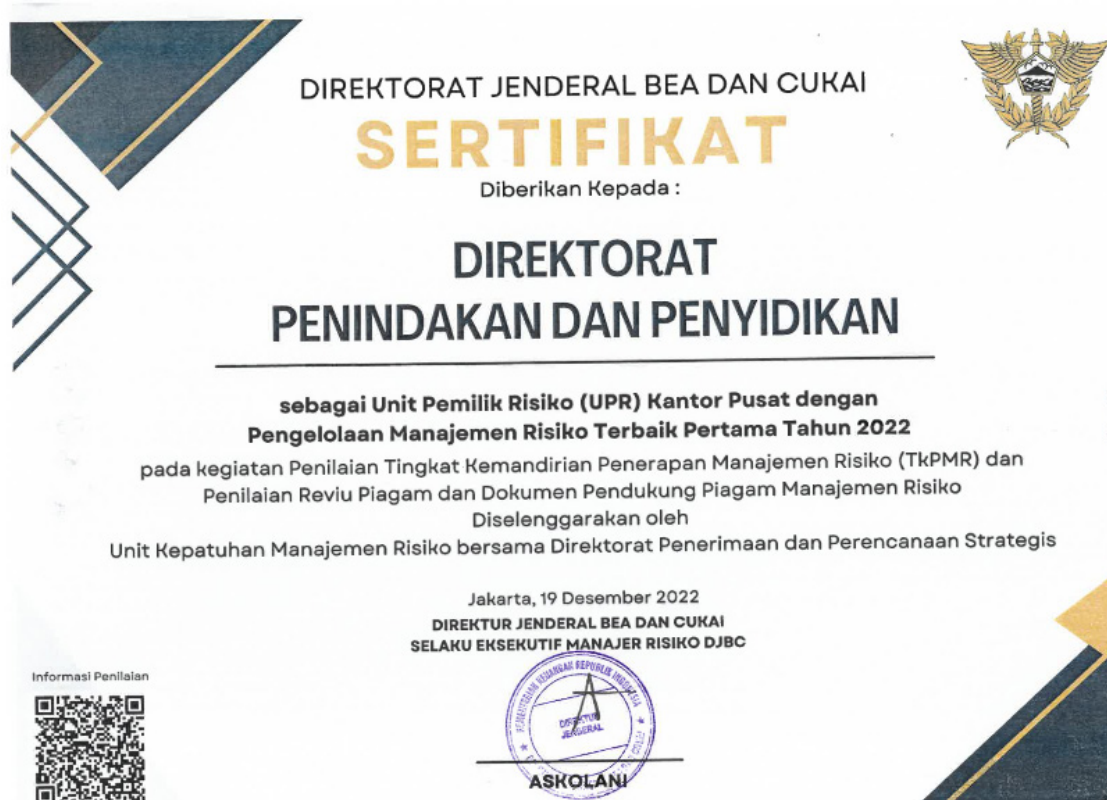 DIREKTORAT JENDERAL BEA DAN CUKAI
SERTIFIKAT
Diberikan Kepada :
DIREKTORAT
PENINDAKAN DAN PENYIDIKAN
sebagai Unit Pemilik Risiko (UPR) Kantor Pusat dengan
Pengelolaan Manajemen Risiko Terbaik Pertama Tahun 2022
pada kegiatan Penilaian Tingkat Kemandirian Penerapan Manajemen Risiko (TkPMR) dan
Penilaian Reviu Piagam dan Dokumen Pendukung Piagam Manajemen Risiko
Diselenggarakan oleh
Unit Kepatuhan Manajemen Risiko bersama Direktorat Penerimaan dan Perencanaan Strategis
Jakarta, 19 Desember 2022
DIREKTUR JENDERAL BEA DAN CUKAI
SELAKU EKSEKUTIF MANAJER RISIKO DJBC
Informasi Penilaian
KEMENTERIAN KEUANGAN REPUBLIK INDONESIA
DIREKTUR
JENDERAL
ASKOLANI